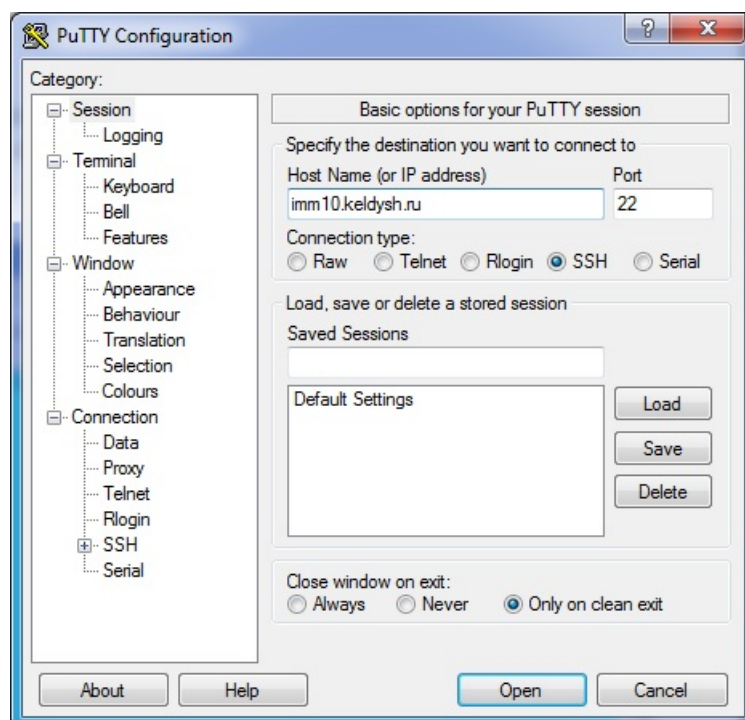 PuTTY Configuration
Category:
Session
Logging
Terminal
Keyboard
Bell
Features
Window
Appearance
Behaviour
Translation
Selection
Colours
Connection
Data
Proxy
Telnet
Rlogin
SSH
Serial
Basic options for your PuTTY session
Specify the destination you want to connect to
Host Name (or IP address) Port
imm10.keldysh.ru 22
Connection type:
Raw Telnet Rlogin SSH Serial
Load, save or delete a stored session
Saved Sessions
Default Settings
Load
Save
Delete
Close window on exit:
Always Never Only on clean exit
About Help Open Cancel